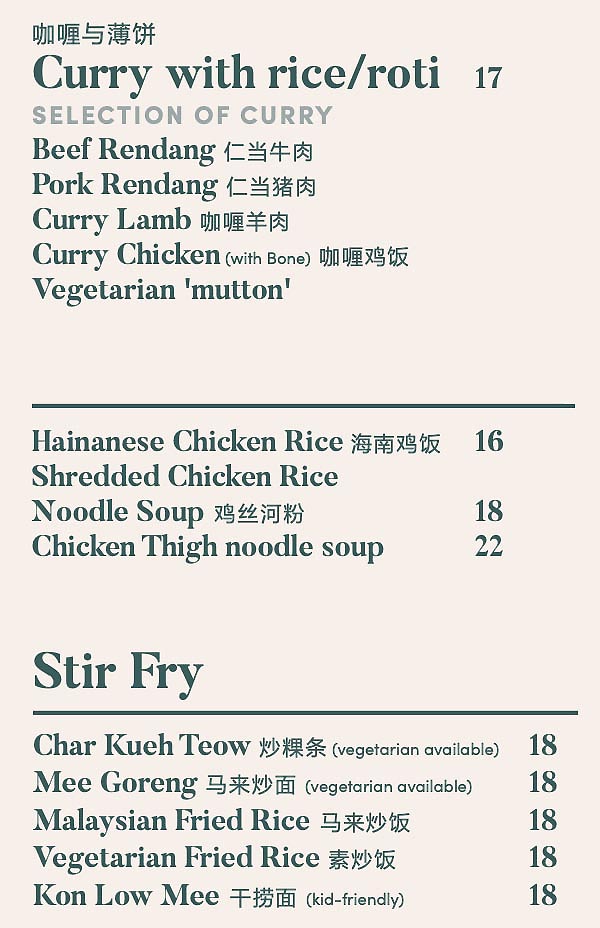 咖喱与薄饼
Curry with rice/roti 17
SELECTION OF CURRY
Beef Rendang 仁当牛肉
Pork Rendang 仁当猪肉
Curry Lamb 咖喱羊肉
Curry Chicken (with Bone) 咖喱鸡饭
Vegetarian 'mutton'
Hainanese Chicken Rice 海南鸡饭 16
Shredded Chicken Rice
Noodle Soup 鸡丝河粉 18
Chicken Thigh noodle soup 22
Stir Fry
Char Kueh Teow 炒粿条 (vegetarian available) 18
Mee Goreng 马来炒面 (vegetarian available) 18
Malaysian Fried Rice 马来炒饭 18
Vegetarian Fried Rice 素炒饭 18
Kon Low Mee 干捞面 (kid-friendly) 18